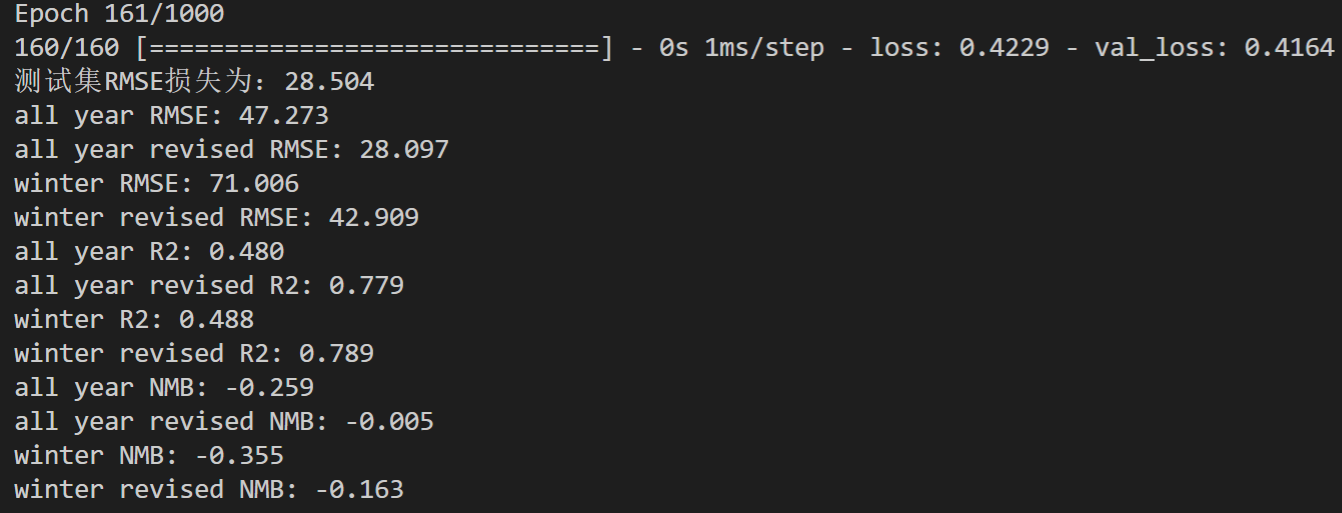 Epoch 161/1000
160/160 [==============================] - 0s 1ms/step - loss: 0.4229 - val_loss: 0.4164
测试集RMSE损失为：28.504
all year RMSE: 47.273
all year revised RMSE: 28.097
winter RMSE: 71.006
winter revised RMSE: 42.909
all year R2: 0.480
all year revised R2: 0.779
winter R2: 0.488
winter revised R2: 0.789
all year NMB: -0.259
all year revised NMB: -0.005
winter NMB: -0.355
winter revised NMB: -0.163